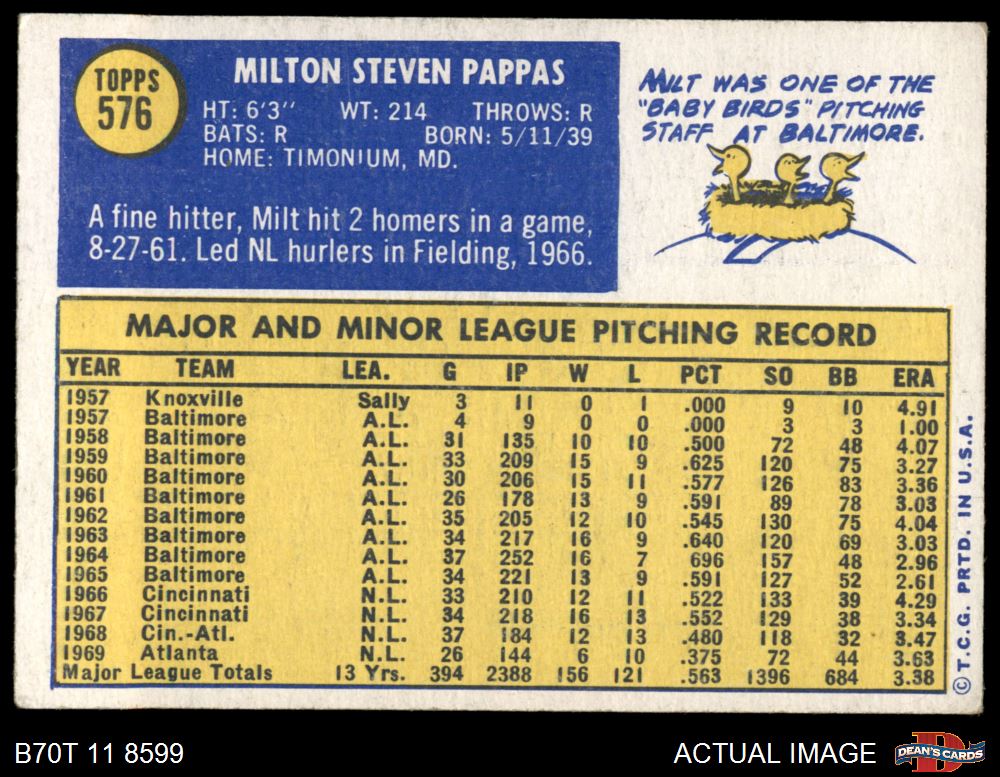 TOPPS
576
MILTON STEVEN PAPPAS
HT: 6'3" WT: 214 THROWS: R
BATS: R BORN: 5/11/39
HOME: TIMONIUM, MD.
A fine hitter, Milt hit 2 homers in a game,
8-27-61. Led NL hurlers in Fielding, 1966.
MILT WAS ONE OF THE
"BABY BIRDS" PITCHING
STAFF AT BALTIMORE.
MAJOR AND MINOR LEAGUE PITCHING RECORD
YEAR TEAM LEA. G IP W L PCT SO BB ERA
1957 Knoxville Sally 3 11 0 1 .000 9 10 4.91
1957 Baltimore A.L. 4 9 0 0 .000 3 3 1.00
1958 Baltimore A.L. 31 135 10 10 .500 72 48 4.07
1959 Baltimore A.L. 33 209 15 9 .625 120 75 3.27
1960 Baltimore A.L. 30 206 15 11 .577 126 83 3.36
1961 Baltimore A.L. 26 178 13 9 .591 89 78 3.03
1962 Baltimore A.L. 35 205 12 10 .545 130 75 4.04
1963 Baltimore A.L. 34 217 16 9 .640 120 69 3.03
1964 Baltimore A.L. 37 252 16 7 696 157 48 2.96
1965 Baltimore A.L. 34 221 13 9 .591 127 52 2.61
1966 Cincinnati N.L. 33 210 12 11 .522 133 39 4.29
1967 Cincinnati N.L. 34 218 16 13 .552 129 38 3.34
1968 Cin.-Atl. N.L. 37 184 12 13 .480 118 32 3.47
1969 Atlanta N.L. 26 144 6 10 .375 72 44 3.63
Major League Totals 13 Yrs. 394 2388 156 121 .563 1396 684 3.38
©T.C.G. PRTD. IN U.S.A.
B70T 11 8599
ACTUAL IMAGE
DEAN'S CARDS